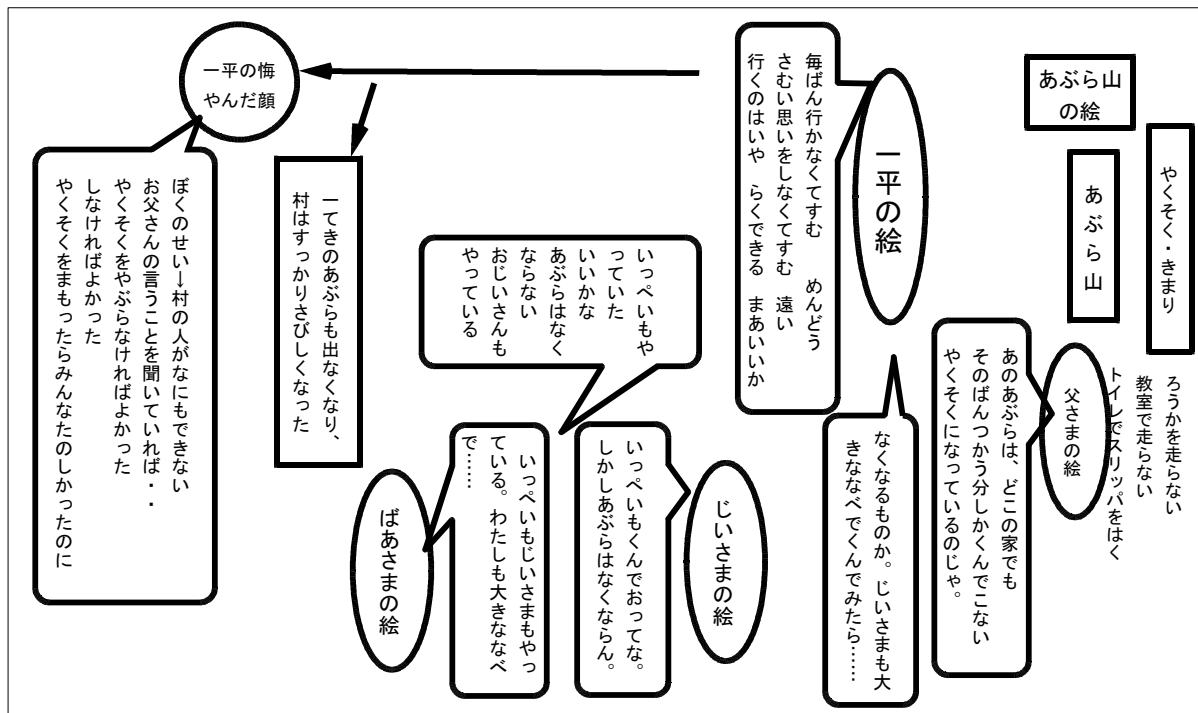 やくそく・きまり
ろうかを走らない
教室で走らない
トイレでスリッパをはく
あぶら山
の絵
あぶら山
父さまの絵
あのあぶらは、どこの家でも
そのばんつかう分しかくんでこない
やくそくになっているのじゃ。
一平の絵
毎ばん行かなくてすむ　めんどう
さむい思いをしなくてすむ　遠い
行くのはいや　らくできる　まあいいか
なくなるものか。じいさまも大
きななべでくんでみたら……
じいさまの絵
いっぺいもくんでおってな。
しかしあぶらはなくならん。
いっぺいもや
っていた
いいかな
あぶらはなく
ならない
おじいさんも
やっている
いっぺいもじいさまもやっ
ている。わたしも大きななべ
で……
ばあさまの絵
一てきのあぶらも出なくなり、
村はすっかりさびしくなった
一平の悔
やんだ顔
ぼくのせい→村の人がなにもできない
お父さんの言うことを聞いていれば・・
やくそくをやぶらなければよかった
しなければよかった
やくそくをまもったらみんなたのしかったのに